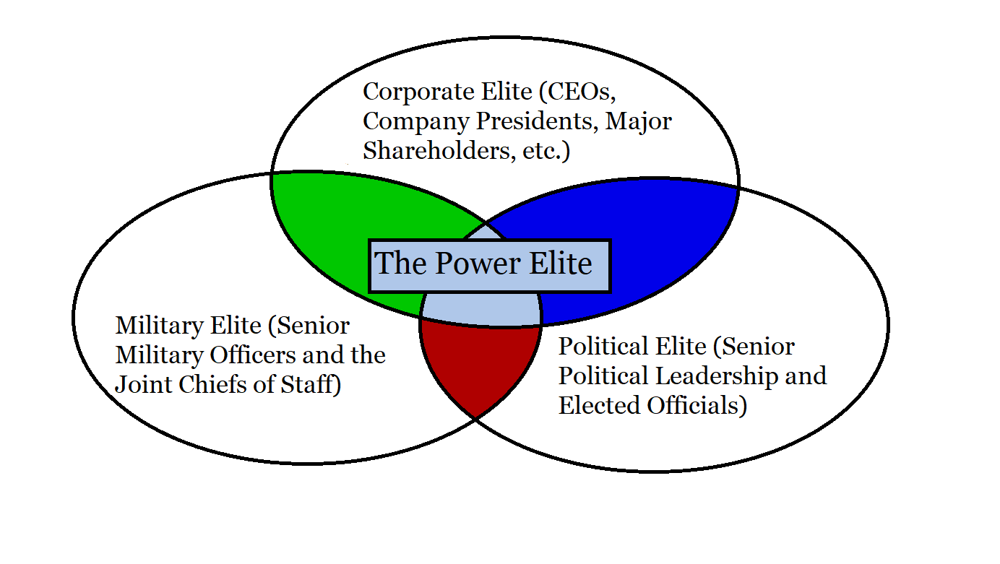 Corporate Elite (CEOs,
Company Presidents, Major
Shareholders, etc.)
The Power Elite
Military Elite (Senior
Military Officers and the
Joint Chiefs of Staff)
Political Elite (Senior
Political Leadership and
Elected Officials)